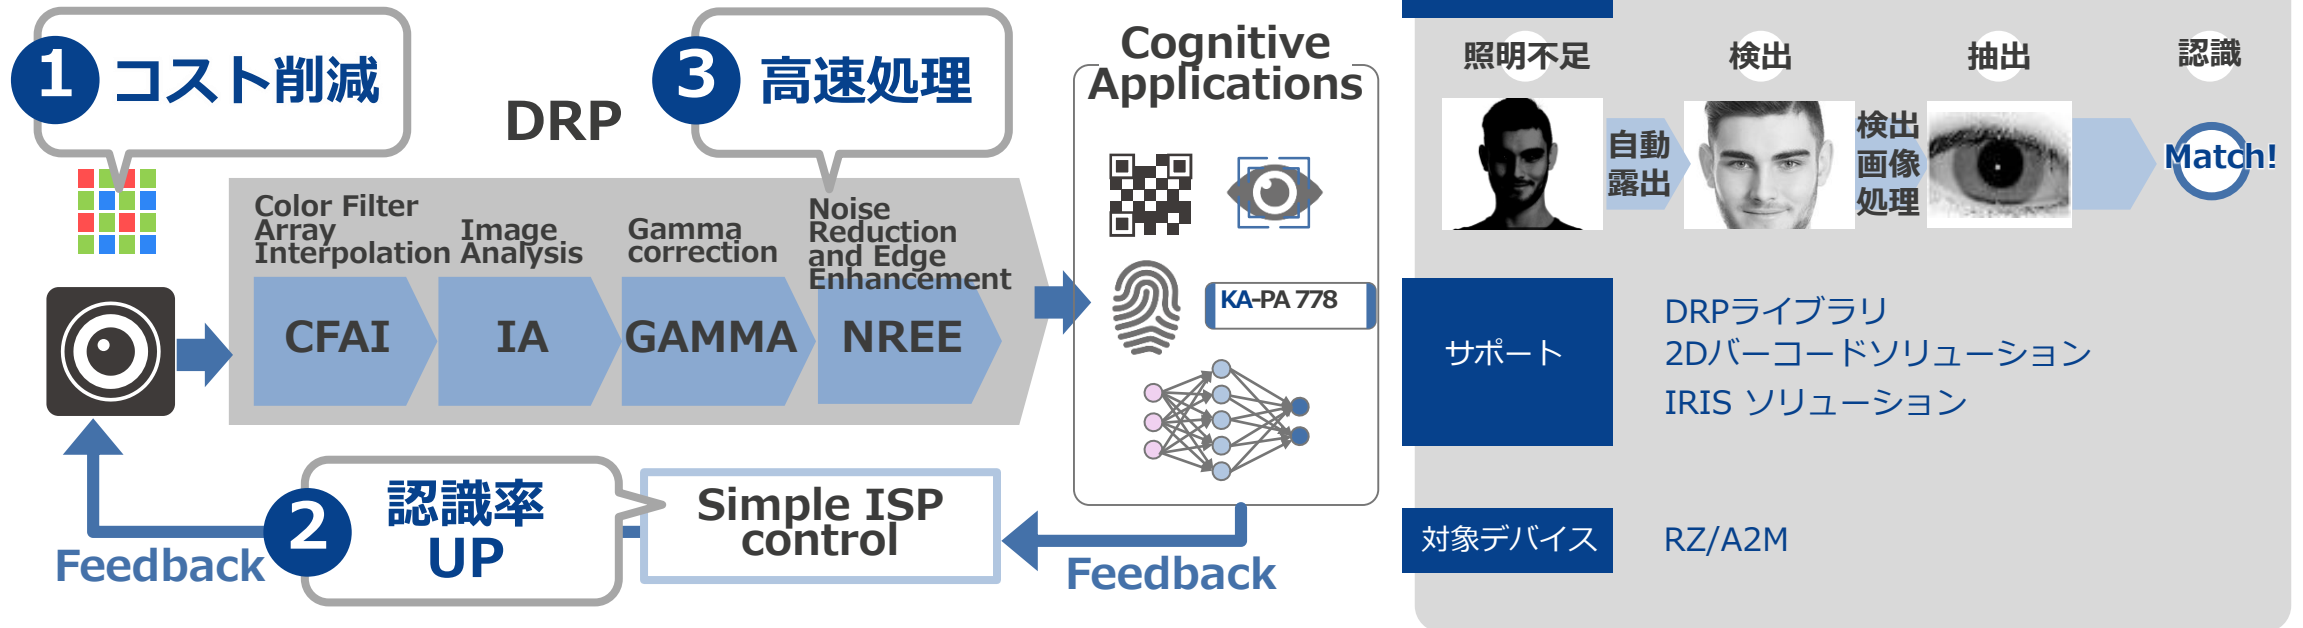 1 コスト削減
DRP
3 高速処理
Color Filter
Array
Interpolation
Image
Analysis
Gamma
correction
Noise
Reduction
and Edge
Enhancement
CFAI
IA
GAMMA
NREE
Cognitive
Applications
KA-PA 778
2 認識率
UP
Simple ISP
control
Feedback
Feedback
照明不足
検出
抽出
認識
自動
露出
検出
画像
処理
Match!
サポート
DRPライブラリ
2Dバーコードソリューション
IRIS ソリューション
対象デバイス
RZ/A2M